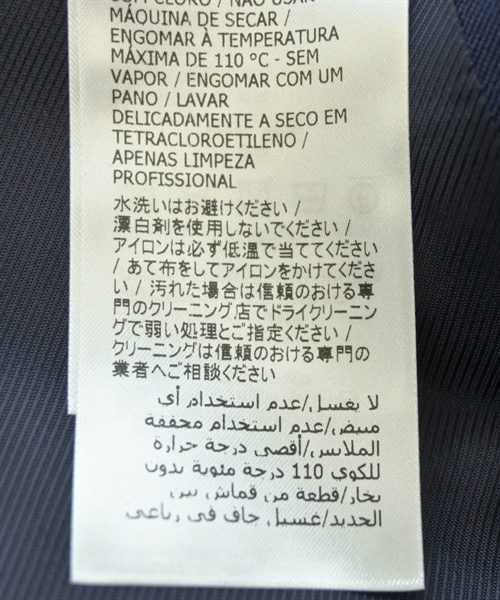 COM CLORO / NÃO USAR
MÁQUINA DE SECAR /
ENGOMAR À TEMPERATURA
MÁXIMA DE 110 ºC - SEM
VAPOR / ENGOMAR COM UM
PANO / LAVAR
DELICADAMENTE A SECO EM
TETRACLOROETILENO /
APENAS LIMPEZA
PROFISSIONAL
水洗いはお避けください /
漂白剤を使用しないでください /
アイロンは必ず低温で当ててください
/ あて布をしてアイロンをかけてくださ
い / 汚れた場合は信頼のおける専
門のクリーニング店でドライクリーニン
グで弱い処理とご指定ください /
クリーニングは信頼のおける専門の
業者へご相談ください
لا يغسل/عدم استخدام أي
مبيض/عدم استخدام مجففة
الملابس/أقصى درجة حرارة
للكوي 110 درجة مئوية بدون
بخار/قطعة من قماش بين
الحديد/غسيل جاف في رباعي